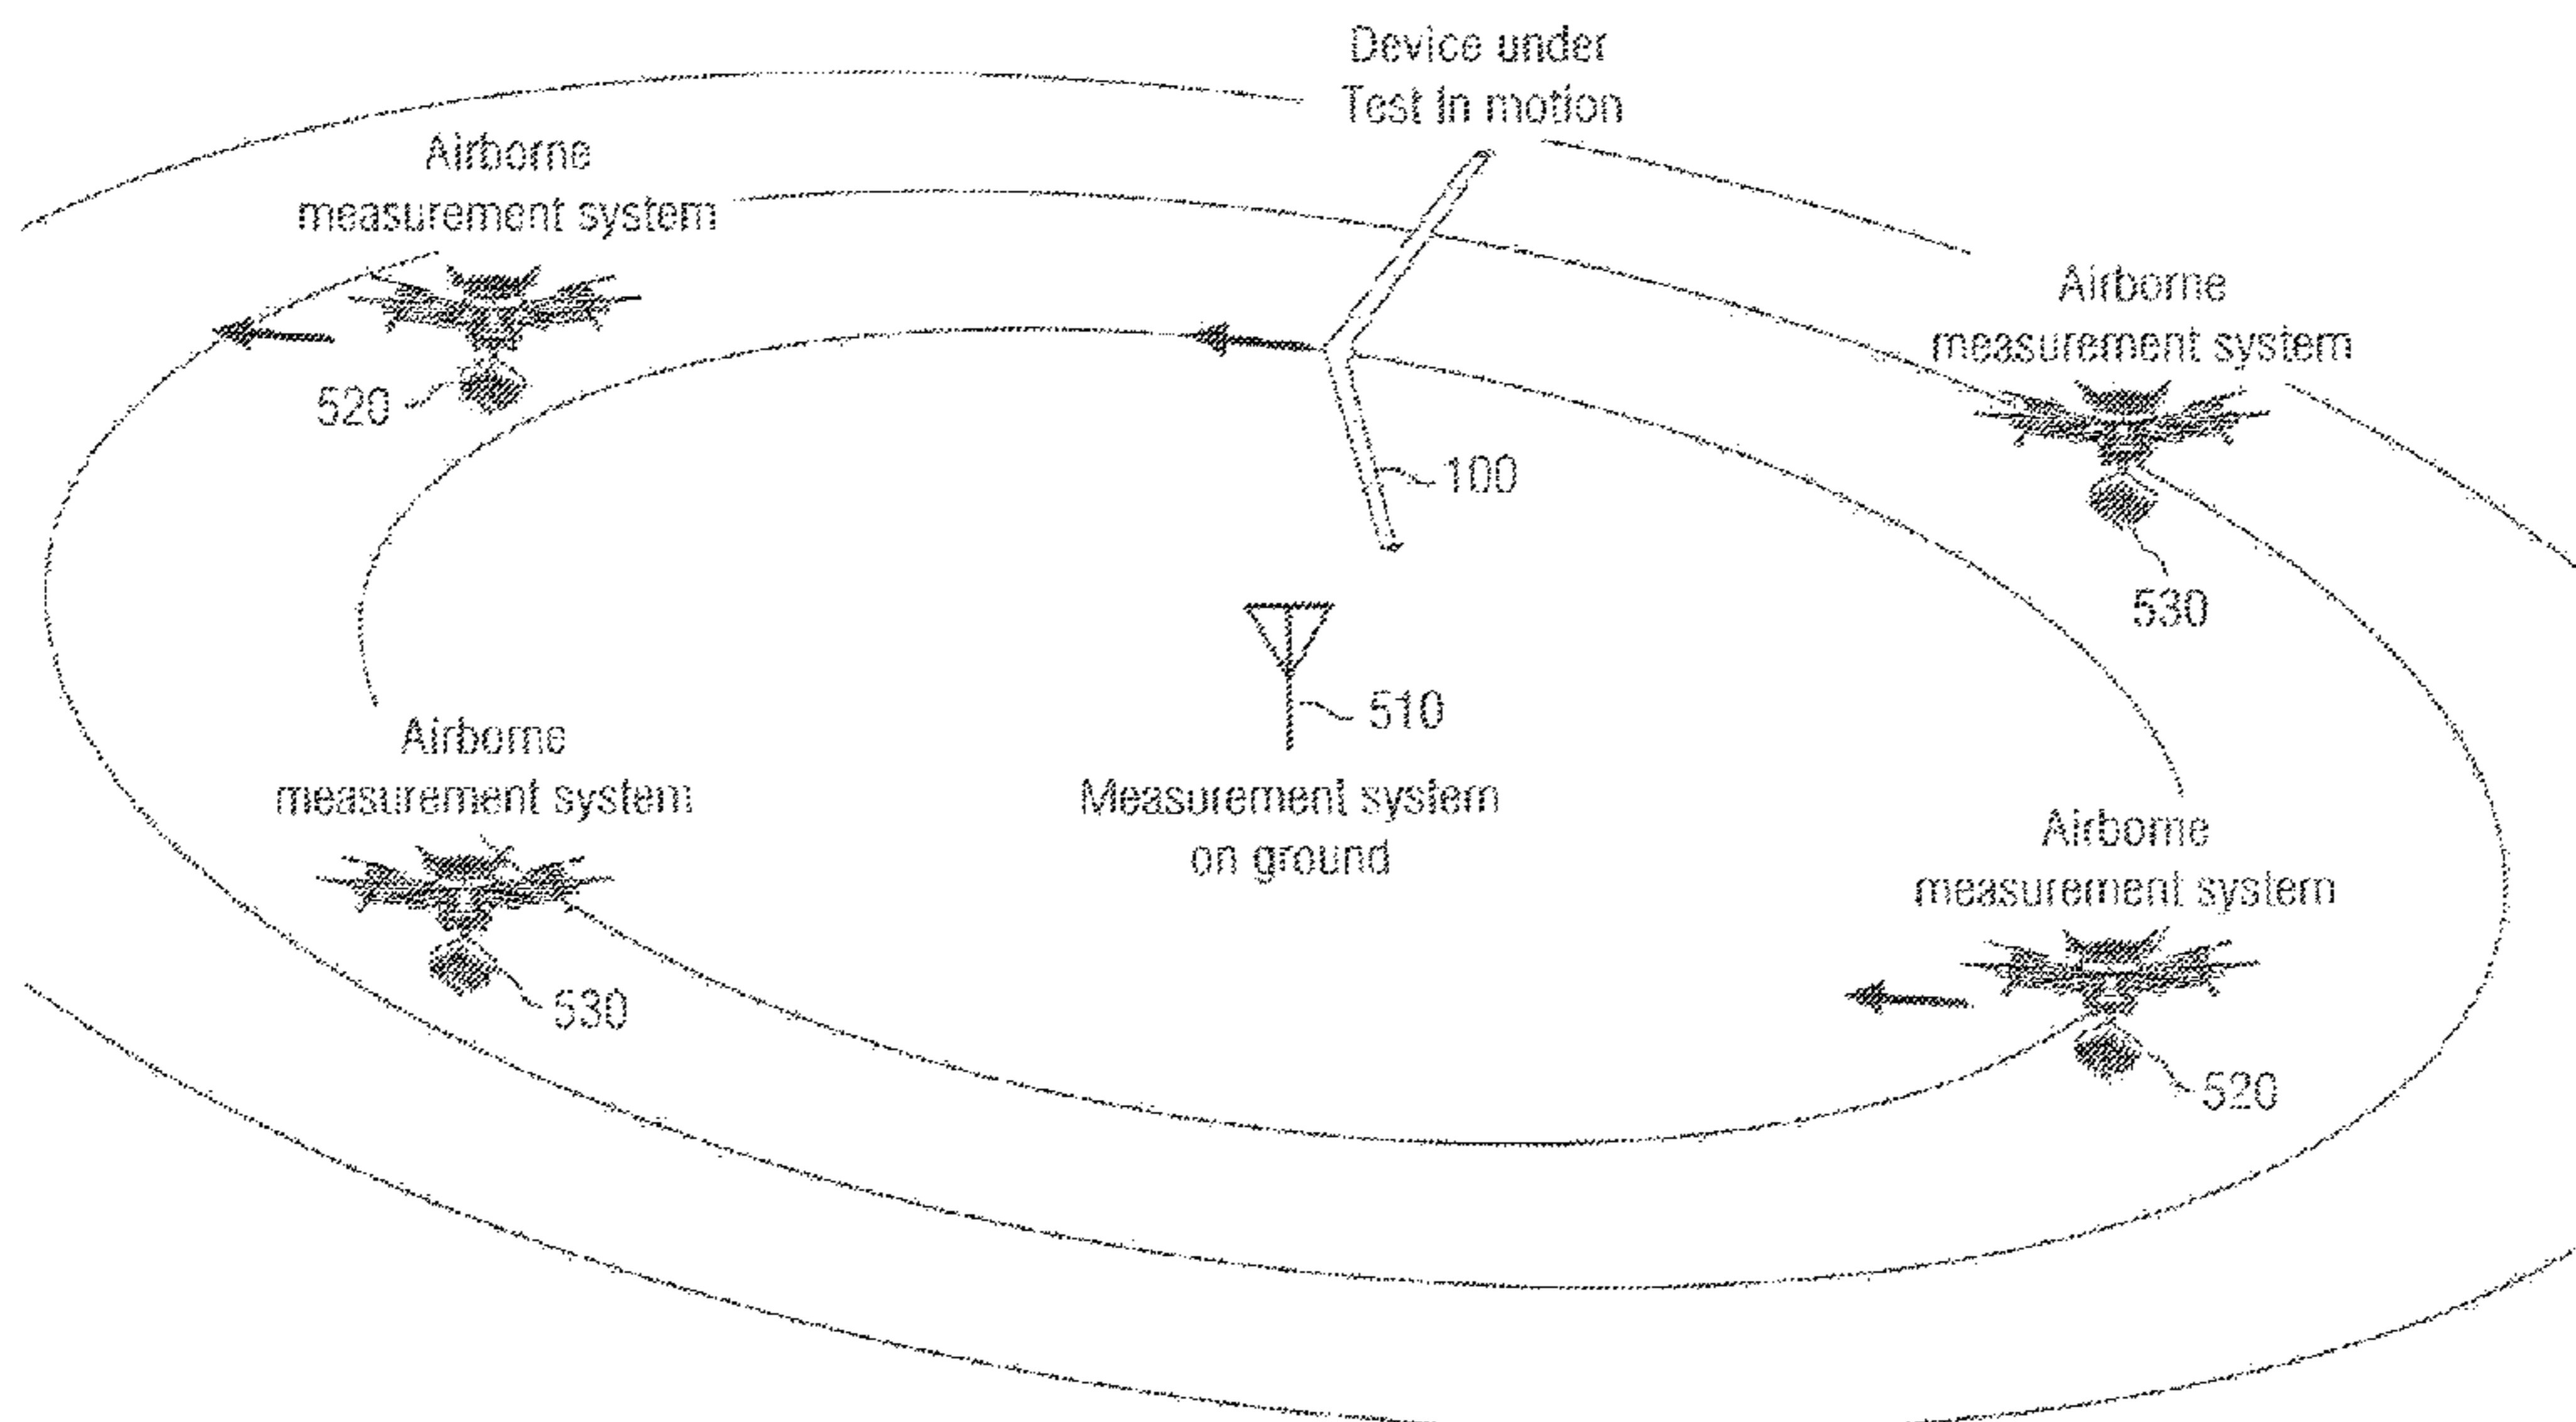 Device under
Test in motion
Airborne
measurement system
520
Airborne
measurement system
530
100
510
Measurement system
on ground
Airborne
measurement system
530
Airborne
measurement system
520